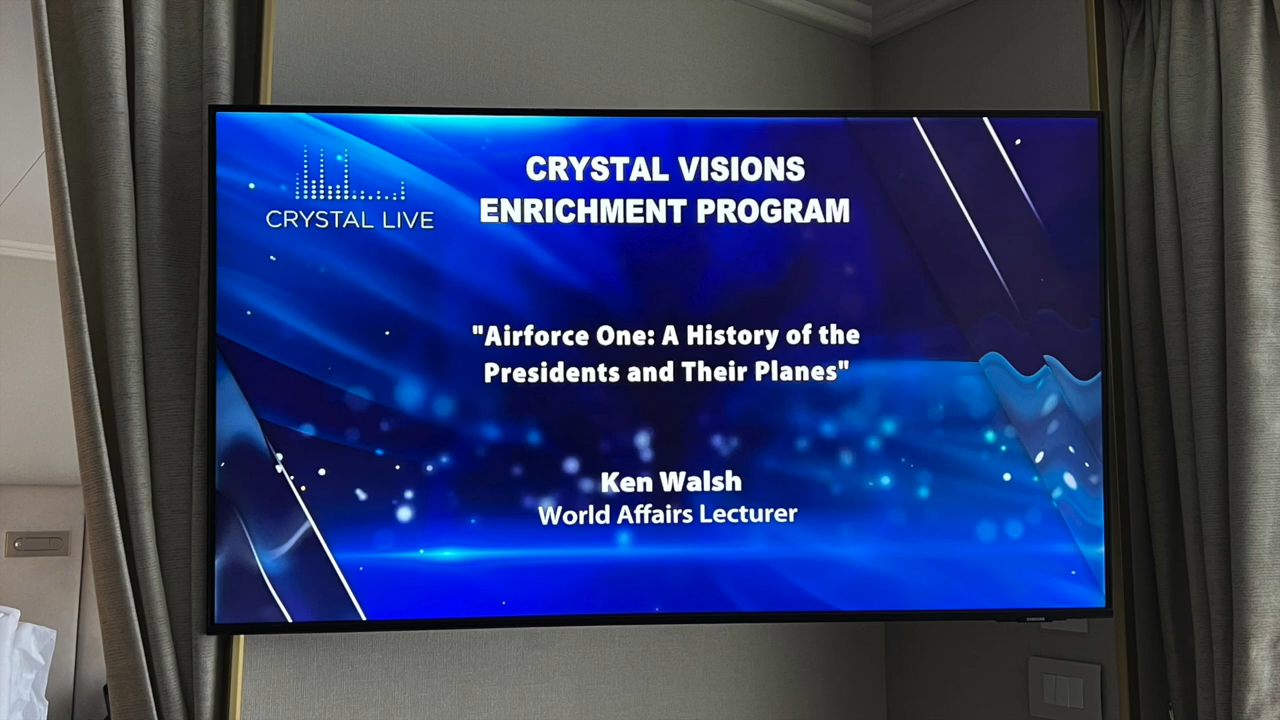 CRYSTAL LIVE
CRYSTAL VISIONS
ENRICHMENT PROGRAM
"Airforce One: A History of the
Presidents and Their Planes"
Ken Walsh
World Affairs Lecturer
SAMSUNG